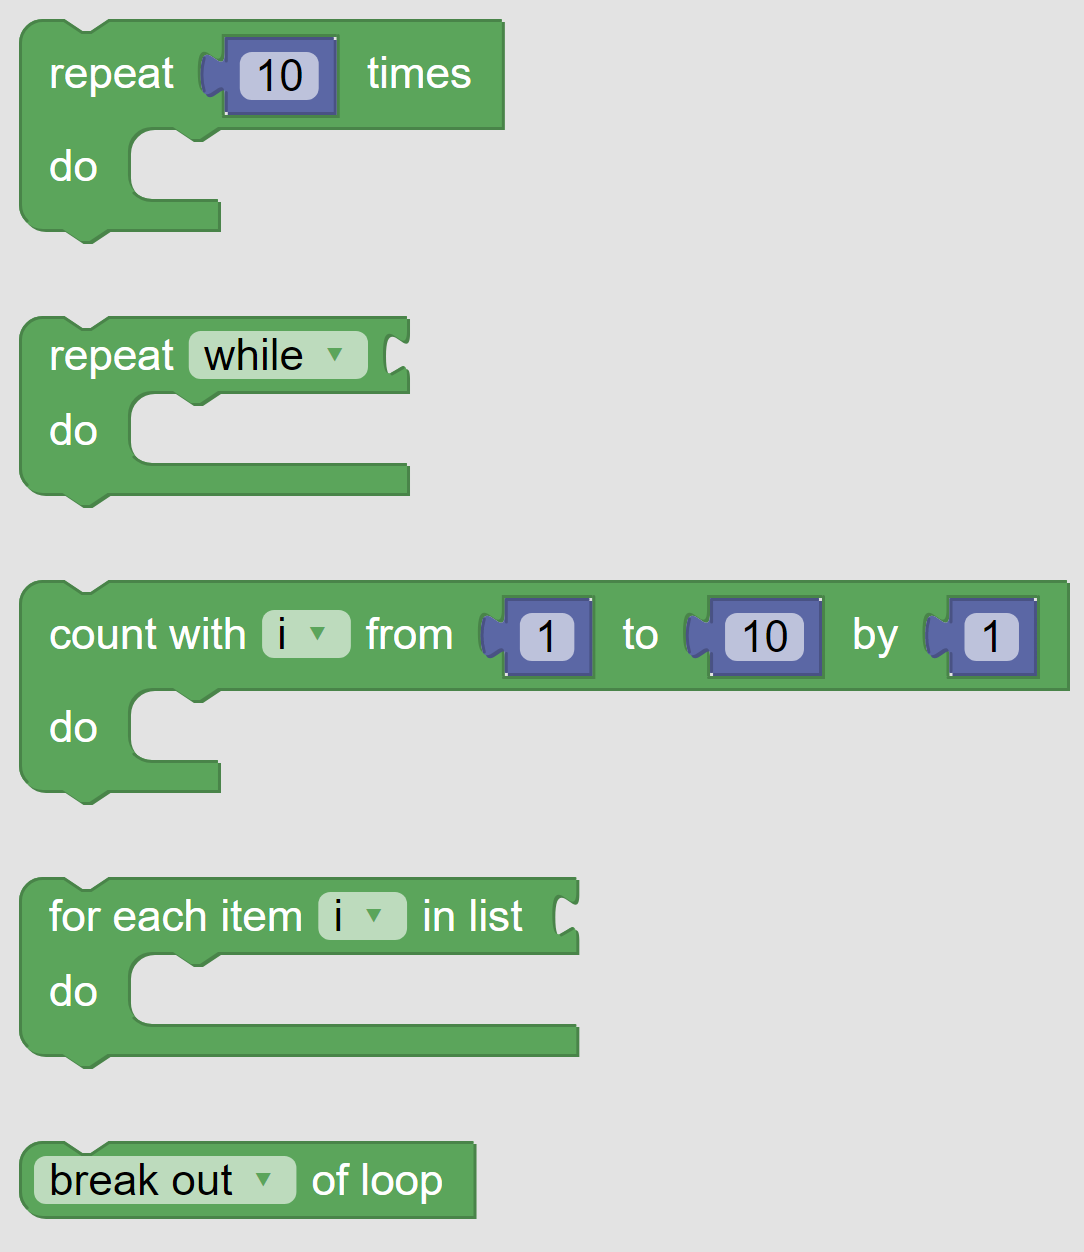 repeat 10 times
do
repeat while ▼
do
count with i ▼ from 1 to 10 by 1
do
for each item i ▼ in list
do
break out ▼ of loop